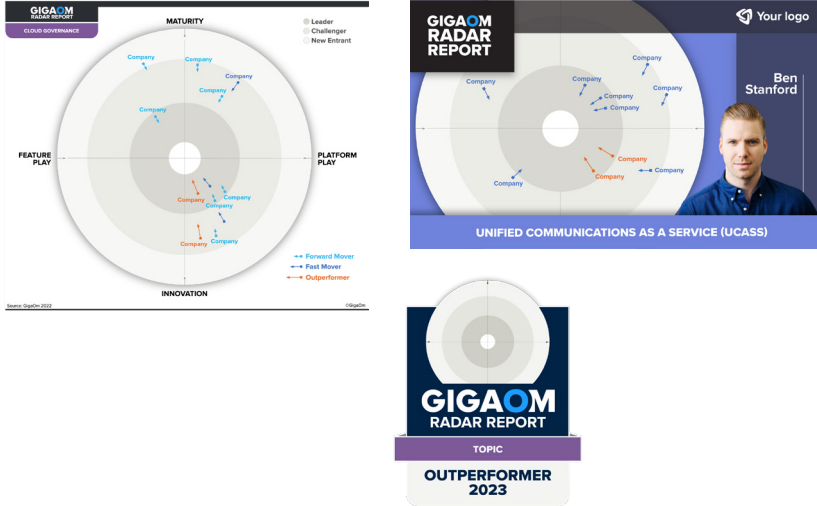 GIGAOM
RADAR REPORT
CLOUD GOVERNANCE
MATURITY
Leader
Challenger
New Entrant
Company
Company
Company
Company
Company
FEATURE
PLAY
PLATFORM
PLAY
Company
Company
Company
Company
Company
Forward Mover
Fast Mover
Outperformer
INNOVATION
Source: GigaOm 2022
©GigaOm
GIGAOM
RADAR
REPORT
Your logo
Ben
Stanford
Company
Company
Company
Company
Company
Company
Company
Company
Company
Company
UNIFIED COMMUNICATIONS AS A SERVICE (UCASS)
GIGAOM
RADAR REPORT
TOPIC
OUTPERFORMER
2023